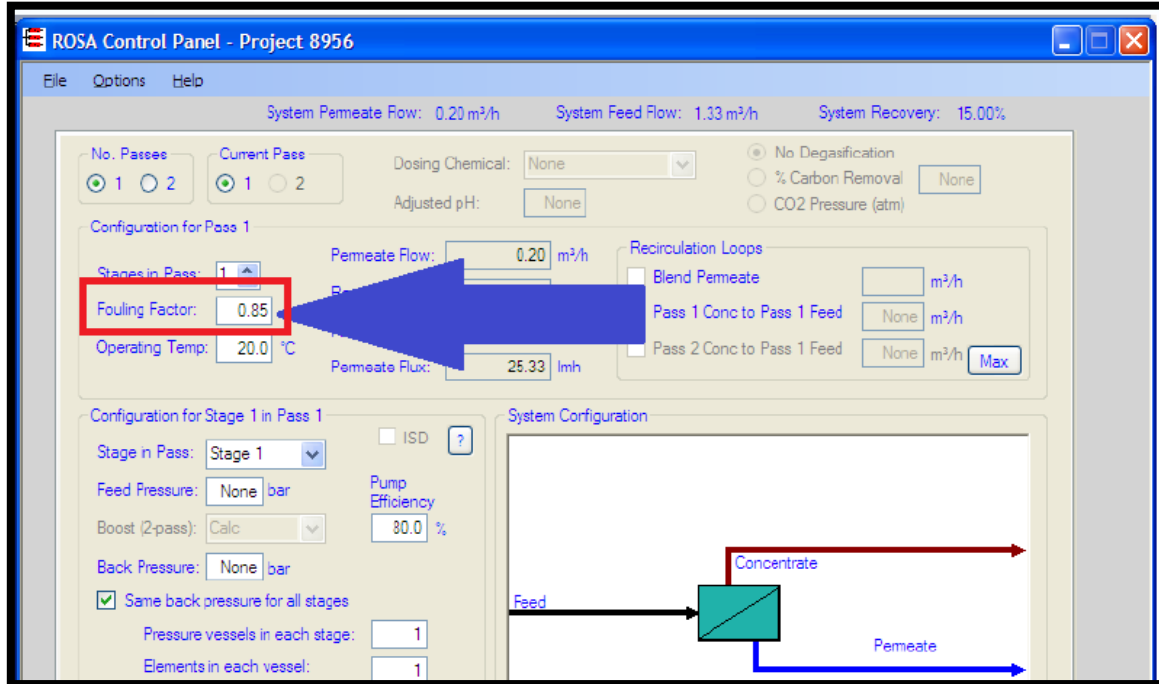 ROSA Control Panel - Project 8956
File Options Help
System Permeate Flow: 0.20 m³/h System Feed Flow: 1.33 m³/h System Recovery: 15.00%
No. Passes Current Pass
1 2 1 2
Dosing Chemical: None
Adjusted pH: None
No Degasification
% Carbon Removal None
CO2 Pressure (atm)
Configuration for Pass 1
Stages in Pass: 1
Fouling Factor: 0.85
Operating Temp: 20.0 °C
Permeate Flow: 0.20 m³/h
Permeate Flux: 25.33 lmh
Recirculation Loops
Blend Permeate m³/h
Pass 1 Conc to Pass 1 Feed None m³/h
Pass 2 Conc to Pass 1 Feed None m³/h Max
Configuration for Stage 1 in Pass 1
ISD ?
Stage in Pass: Stage 1
Feed Pressure: None bar
Pump
Efficiency
80.0 %
Boost (2-pass): Calc
Back Pressure: None bar
Same back pressure for all stages
Pressure vessels in each stage: 1
Elements in each vessel: 1
System Configuration
Concentrate
Feed
Permeate